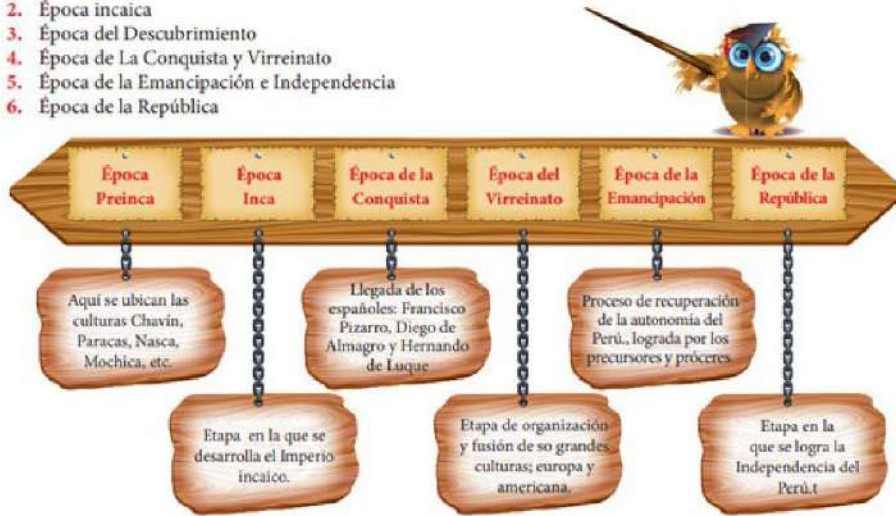 2. Época incaica
3. Época del Descubrimiento
4. Época de La Conquista y Virreinato
5. Época de la Emancipación e Independencia
6. Época de la República
Época
Preinca
Época
Inca
Época de la
Conquista
Época del
Virreinato
Época de la
Emancipación
Época de la
República
Aquí se ubican las
culturas Chavín,
Paracas, Nasca,
Mochica, etc.
Llegada de los
españoles: Francisco
Pizarro, Diego de
Almagro y Hernando
de Luque
Proceso de recuperación
de la autonomía del
Perú., lograda por los
precursores y próceres.
Etapa en la que se
desarrolla el Imperio
incaico.
Etapa de organización
y fusión de so grandes
culturas; europa y
americana.
Etapa en la
que se logra la
Independencia del
Perú.t